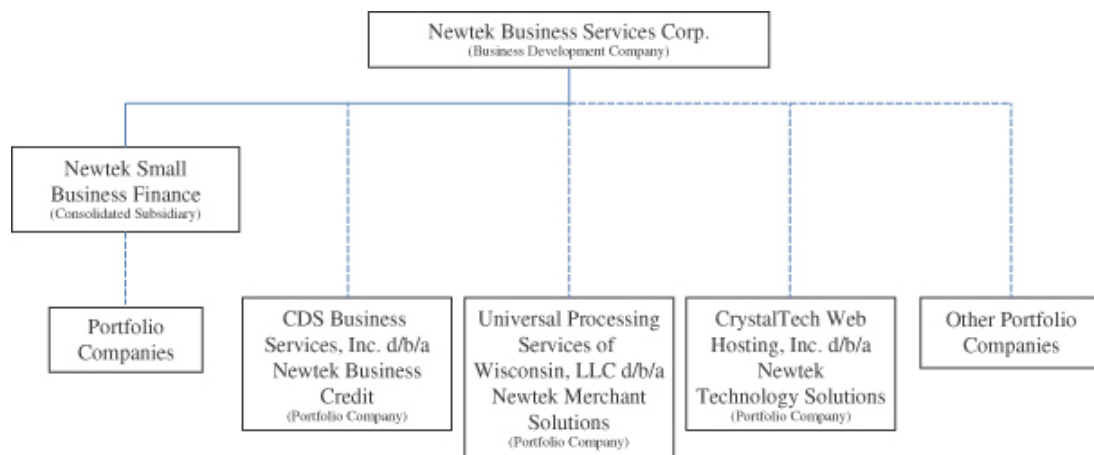 Newtek Business Services Corp.
(Business Development Company)
Newtek Small
Business Finance
(Consolidated Subsidiary)
Portfolio
Companies
CDS Business
Services, Inc. d/b/a
Newtek Business
Credit
(Portfolio Company)
Universal Processing
Services of
Wisconsin, LLC d/b/a
Newtek Merchant
Solutions
(Portfolio Company)
CrystalTech Web
Hosting, Inc. d/b/a
Newtek
Technology Solutions
(Portfolio Company)
Other Portfolio
Companies